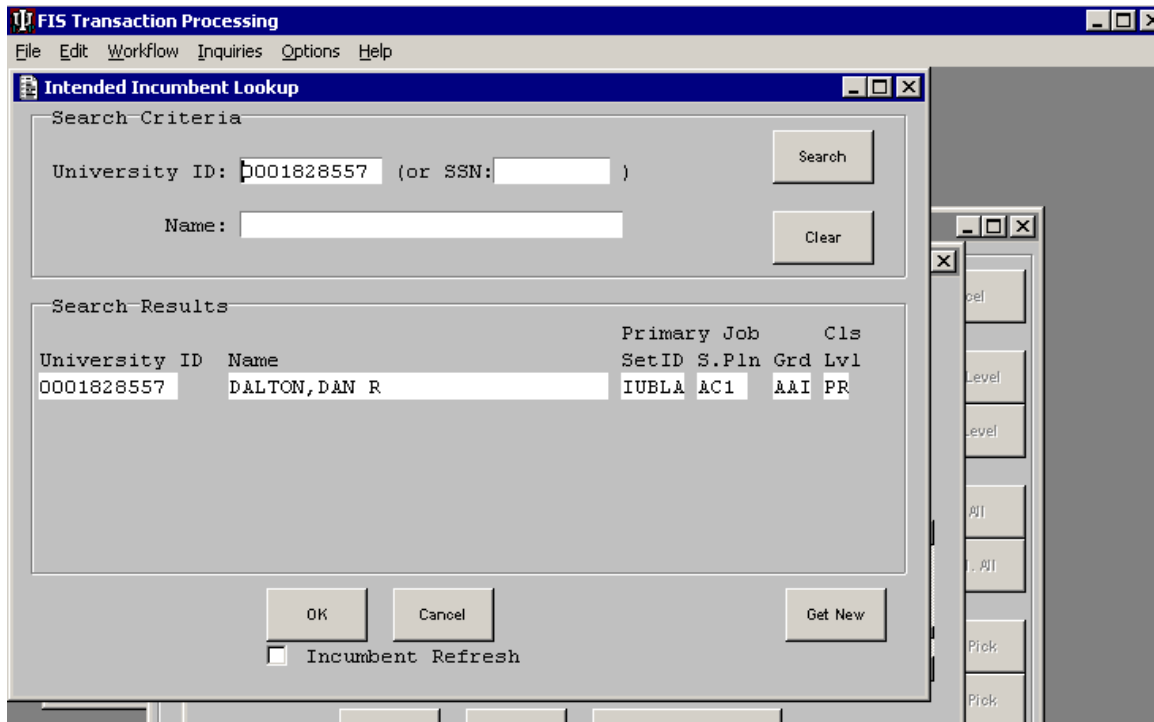 FIS Transaction Processing
File Edit Workflow Inquiries Options Help
Intended Incumbent Lookup
Search Criteria
University ID: 0001828557 (or SSN: )
Search
Name:
Clear
Search Results
Primary Job Cls
University ID Name SetID S.Pln Grd Lvl
0001828557 DALTON,DAN R IUBLA AC1 AAI PR
OK Cancel Get New
Incumbent Refresh
cel
Level
Level
All
. All
Pick
Pick